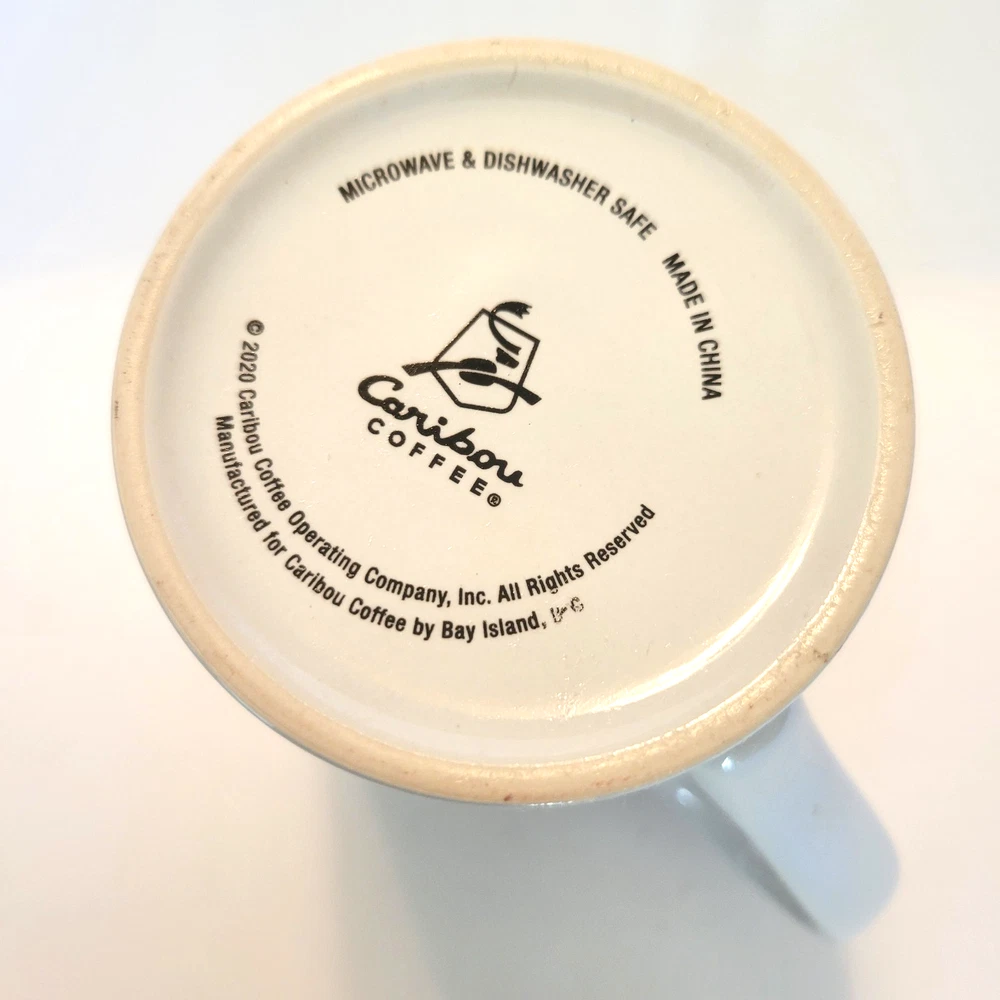 MICROWAVE & DISHWASHER SAFE
MADE IN CHINA
Caribou
COFFEE®
© 2020 Caribou Coffee Operating Company, Inc. All Rights Reserved
Manufactured for Caribou Coffee by Bay Island,